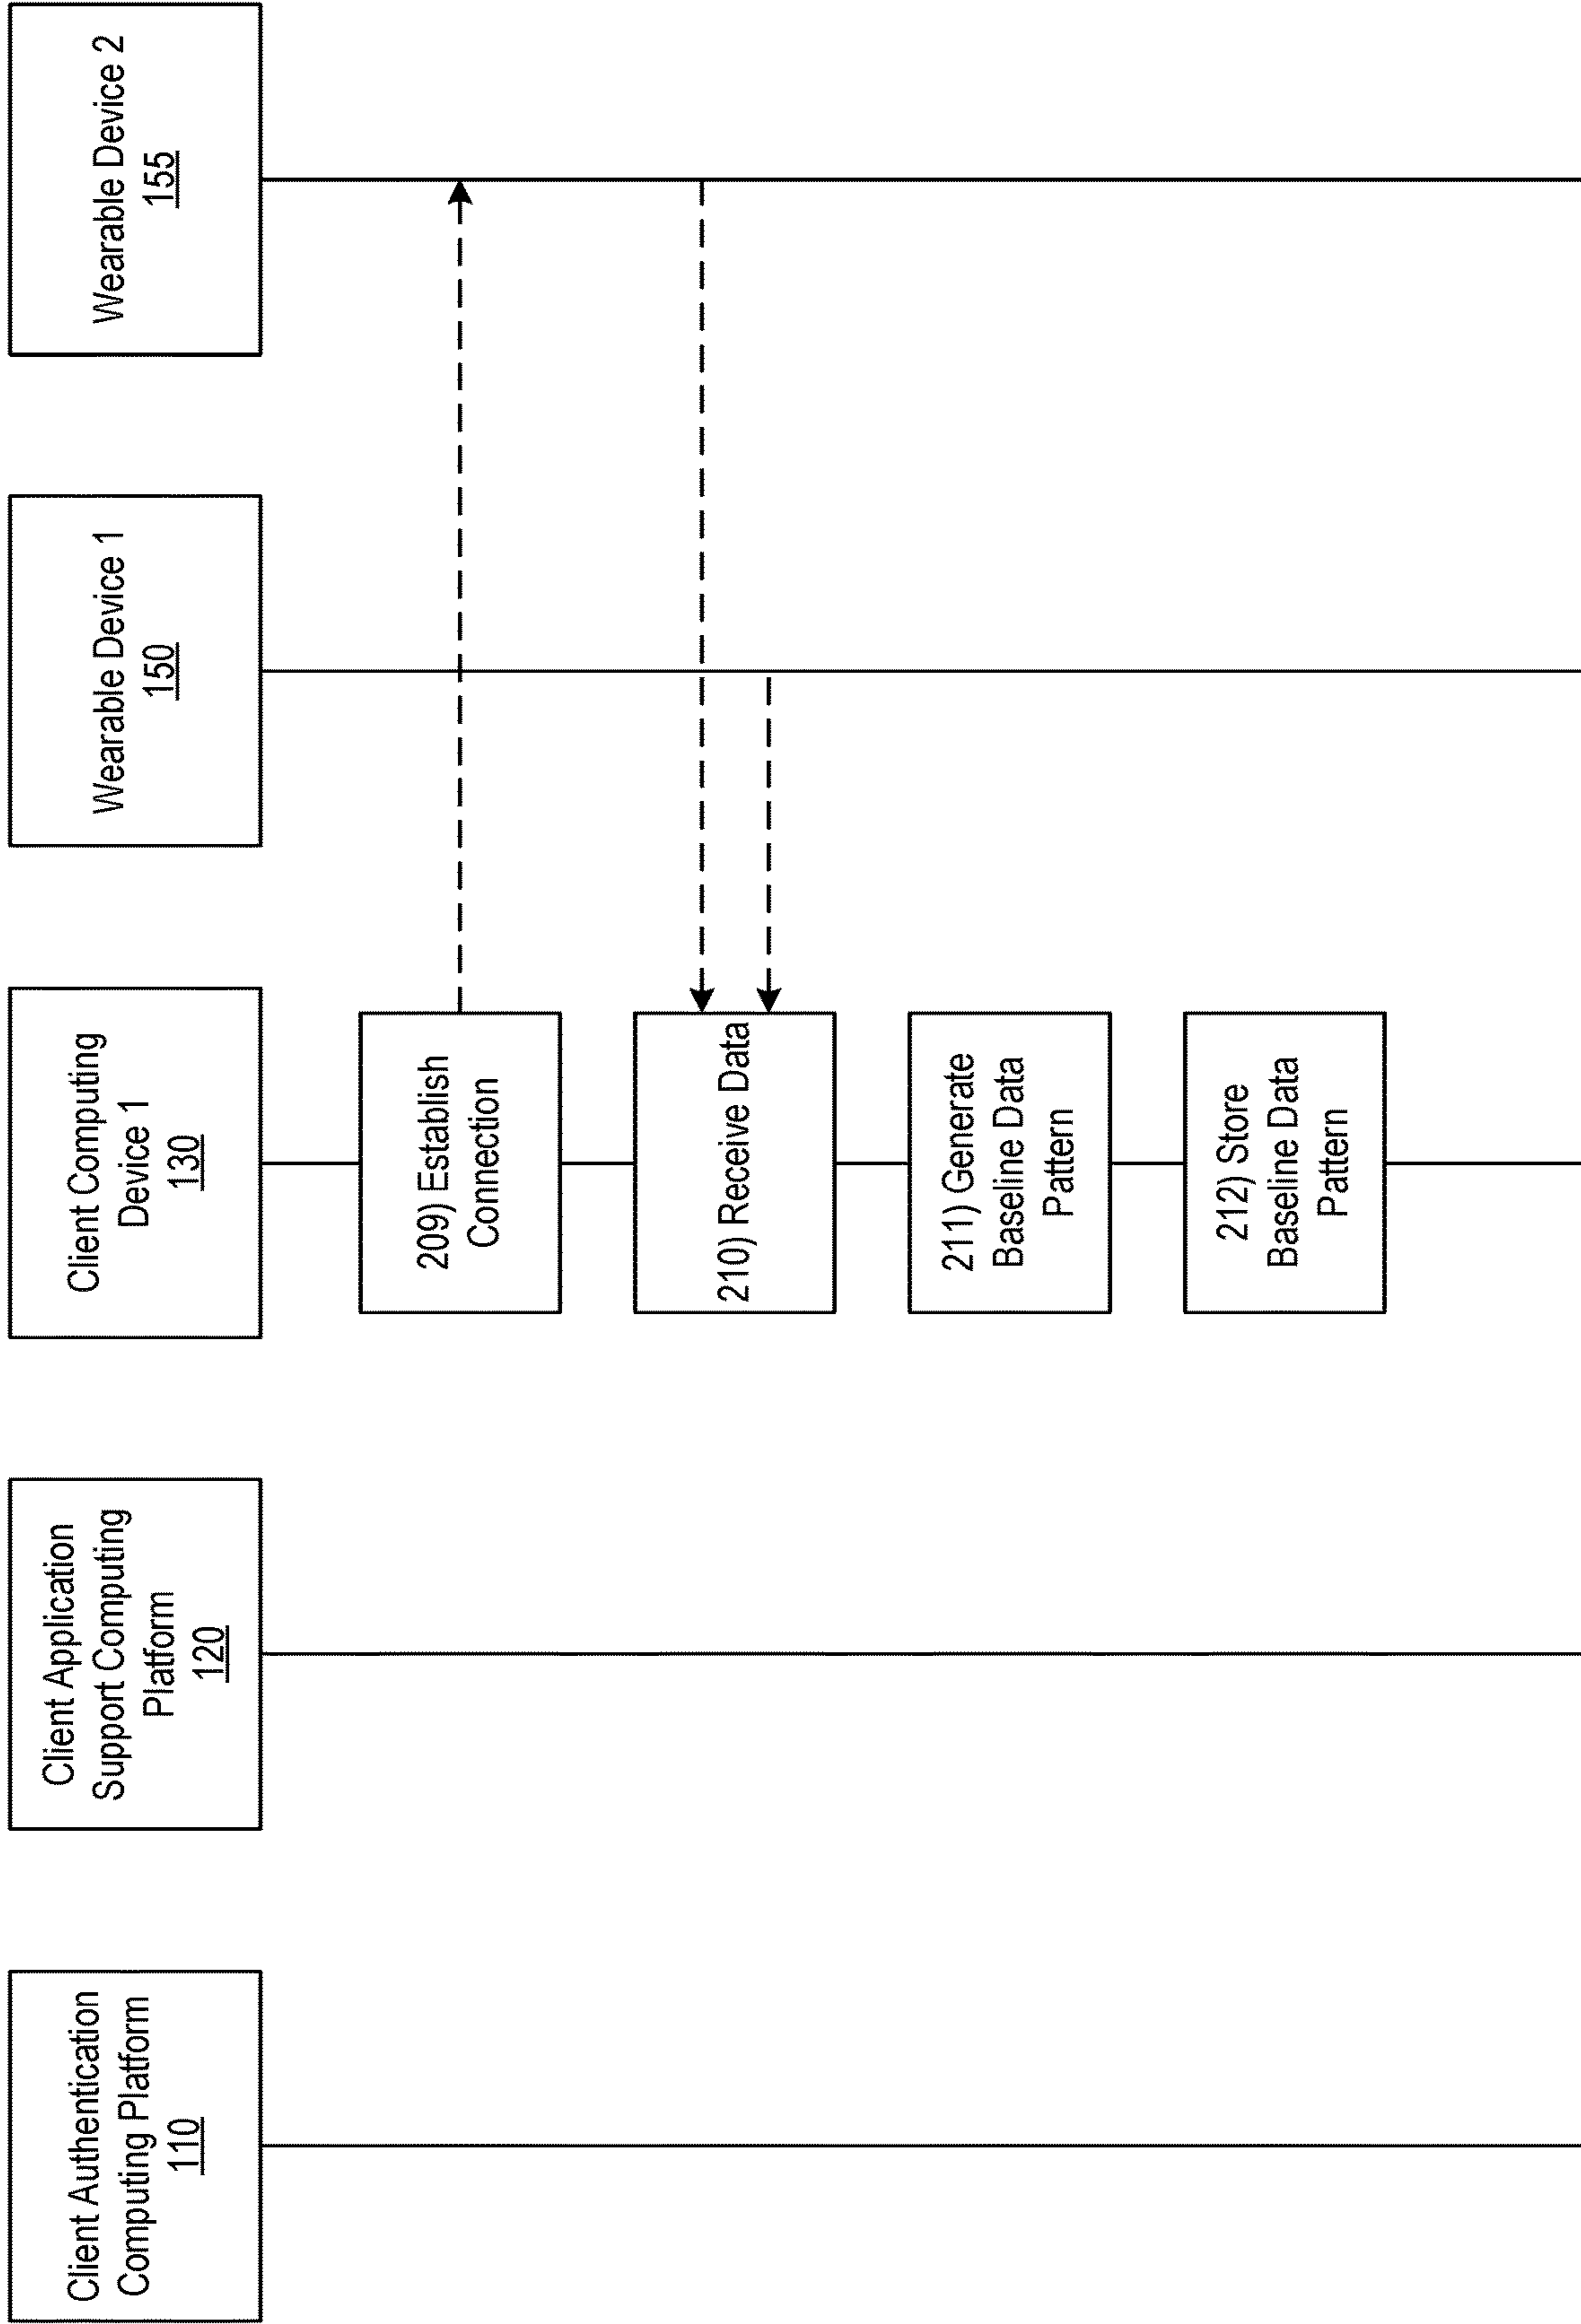 Client Authentication
Computing Platform
110
Client Application
Support Computing
Platform
120
Client Computing
Device 1
130
Wearable Device 1
150
Wearable Device 2
155
209) Establish
Connection
210) Receive Data
211) Generate
Baseline Data
Pattern
212) Store
Baseline Data
Pattern